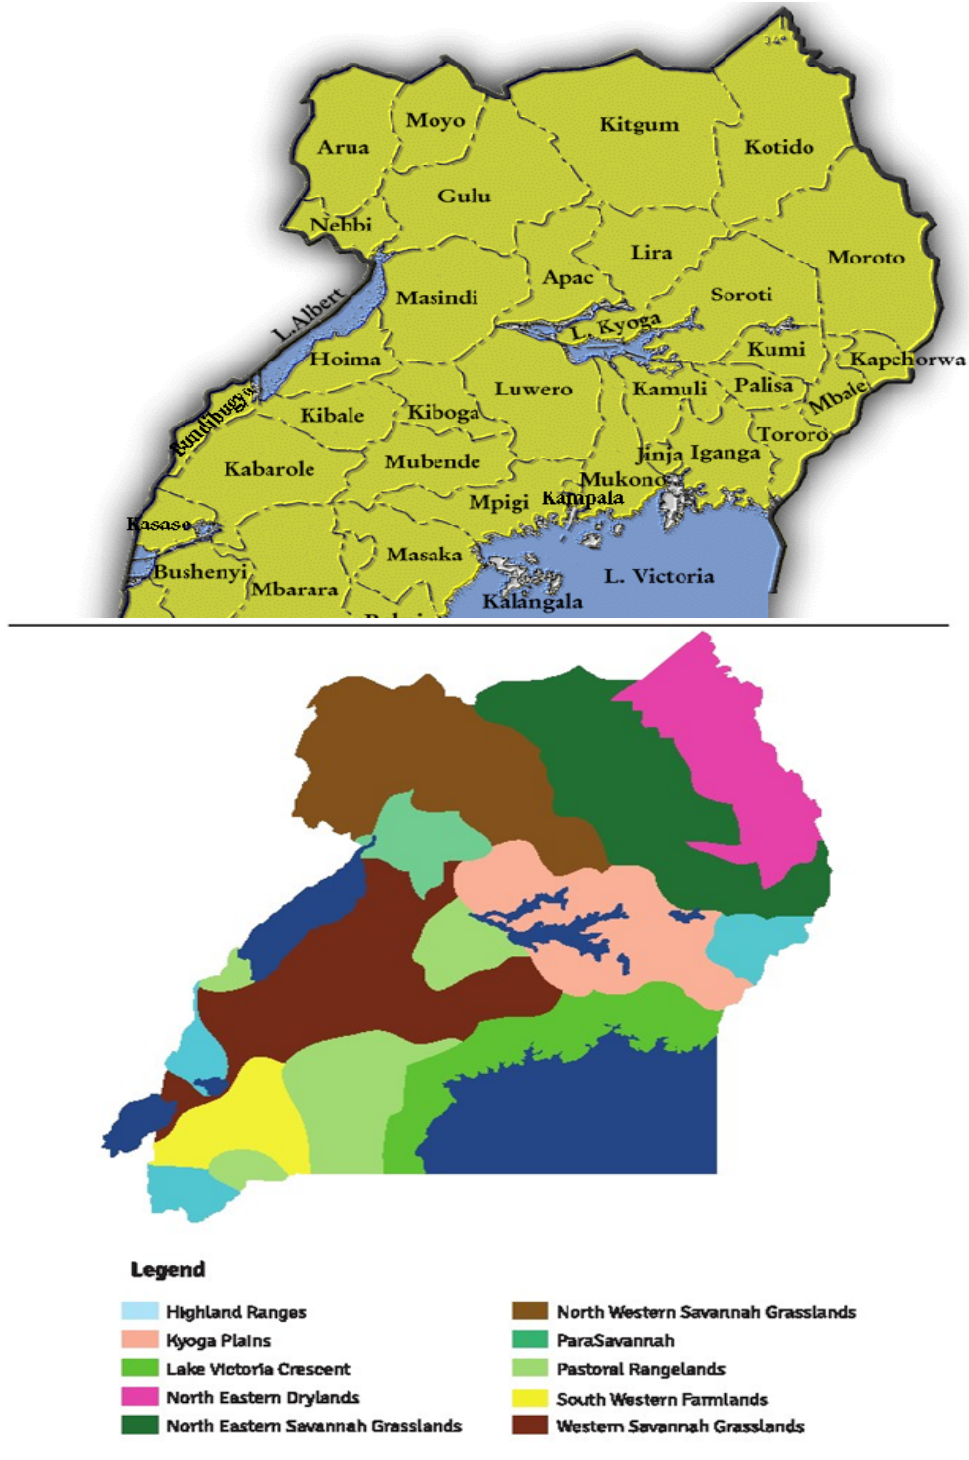 34°
Moyo
Kitgum
Arua
Kotido
Gulu
Nebbi
Lira
Moroto
Apac
Masindi
Soroti
L.Albert
L. Kyoga
Hoima
Kumi
Kapchorwa
Luwero
Kamuli
Palisa
Mbale
Kibale
Kiboga
Tororo
Kabarole
Mubende
Jinja
Iganga
Mukono
Mpigi
Kampala
Kasase
Masaka
Bushenyi
L. Victoria
Mbarara
Kalangala
Legend
Highland Ranges
Kyoga Plains
Lake Victoria Crescent
North Eastern Drylands
North Eastern Savannah Grasslands
North Western Savannah Grasslands
ParaSavannah
Pastoral Rangelands
South Western Farmlands
Western Savannah Grasslands